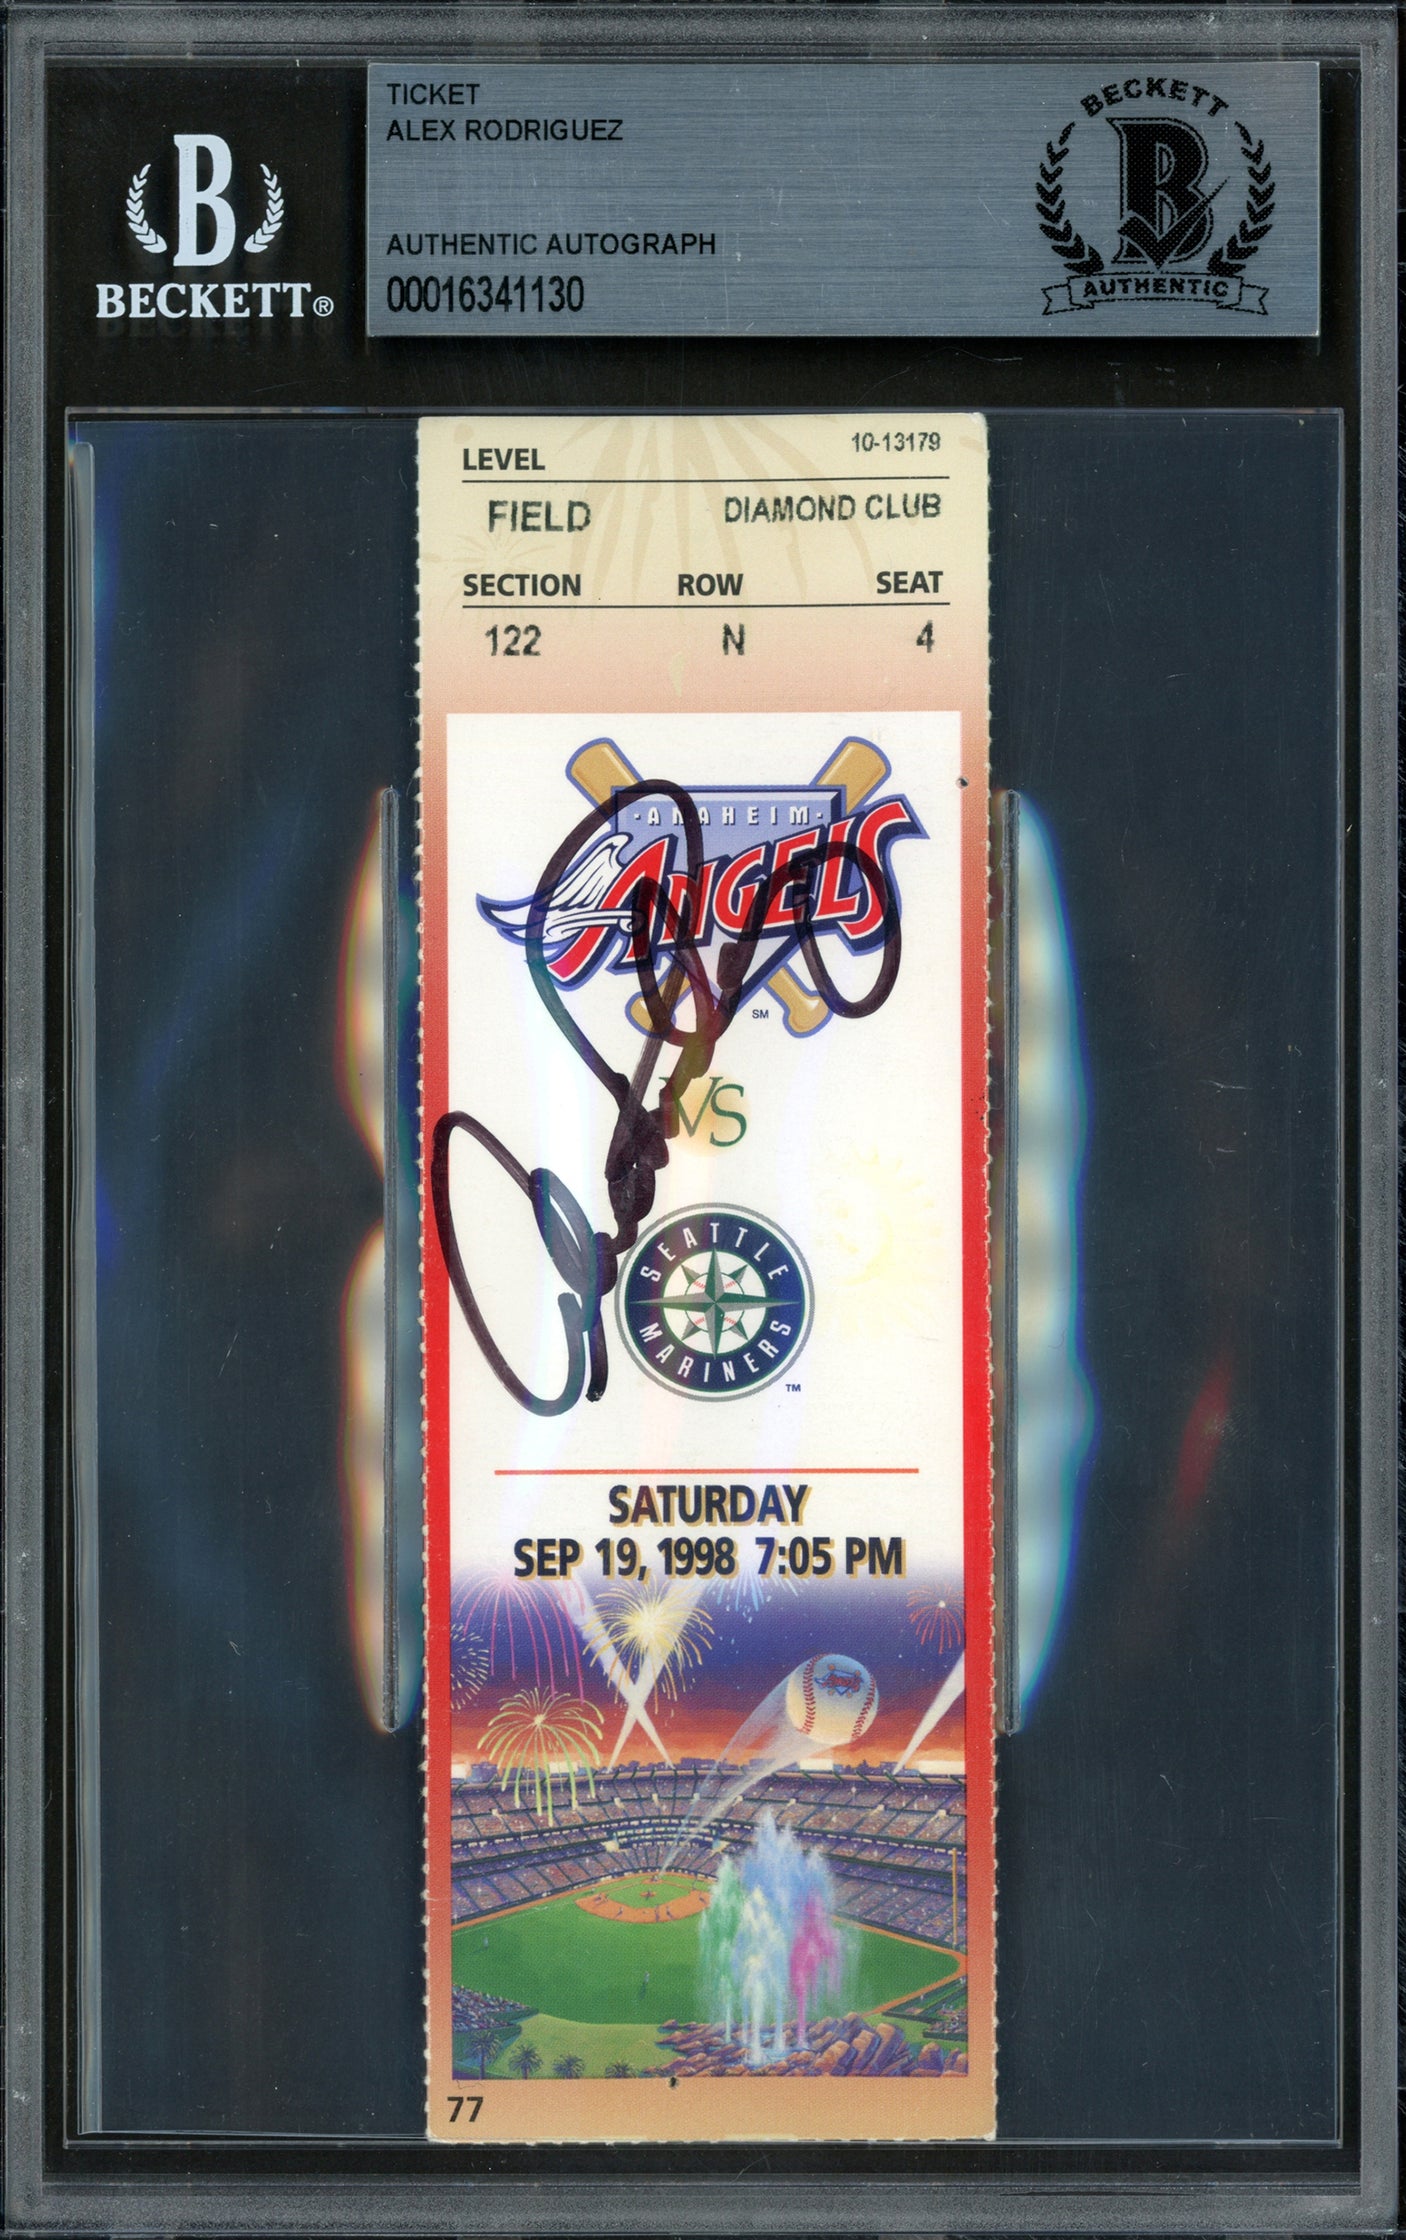 TICKET
ALEX RODRIGUEZ
AUTHENTIC AUTOGRAPH
00016341130
B
BECKETT®
BECKETT
B
AUTHENTIC
10-13179
LEVEL
FIELD DIAMOND CLUB
SECTION ROW SEAT
122 N 4
·ANAHEIM·
ANGELS
SM
VS
SEATTLE
MARINERS
TM
SATURDAY
SEP 19, 1998 7:05 PM
77